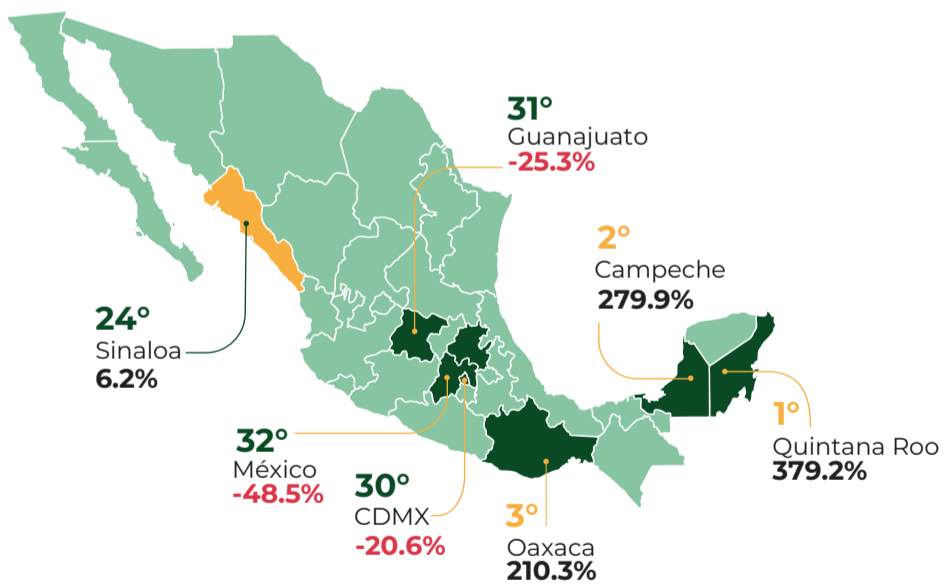 31°
Guanajuato
-25.3%
2°
Campeche
279.9%
24°
Sinaloa
6.2%
1°
Quintana Roo
379.2%
32°
México
-48.5%
30°
CDMX
-20.6%
3°
Oaxaca
210.3%